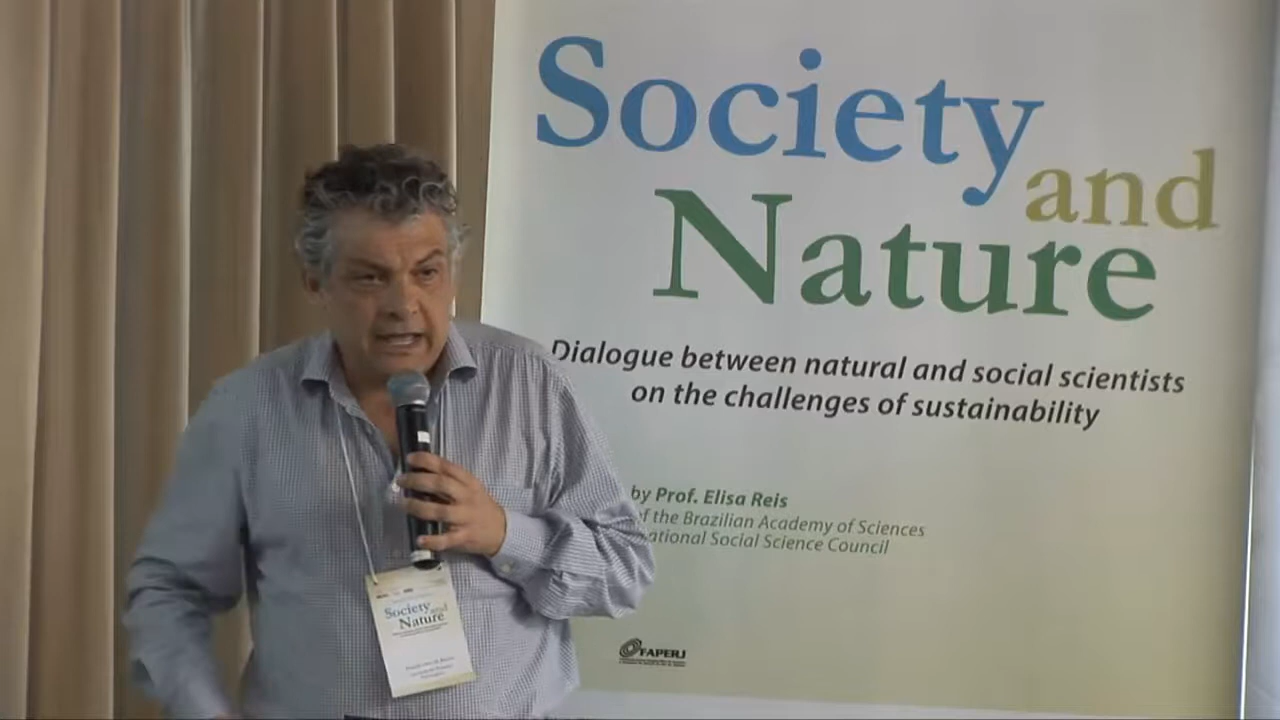 Society
and
Nature
Dialogue between natural and social scientists
on the challenges of sustainability
by Prof. Elisa Reis
of the Brazilian Academy of Sciences
ational Social Science Council
FAPERJ
Society
and
Nature